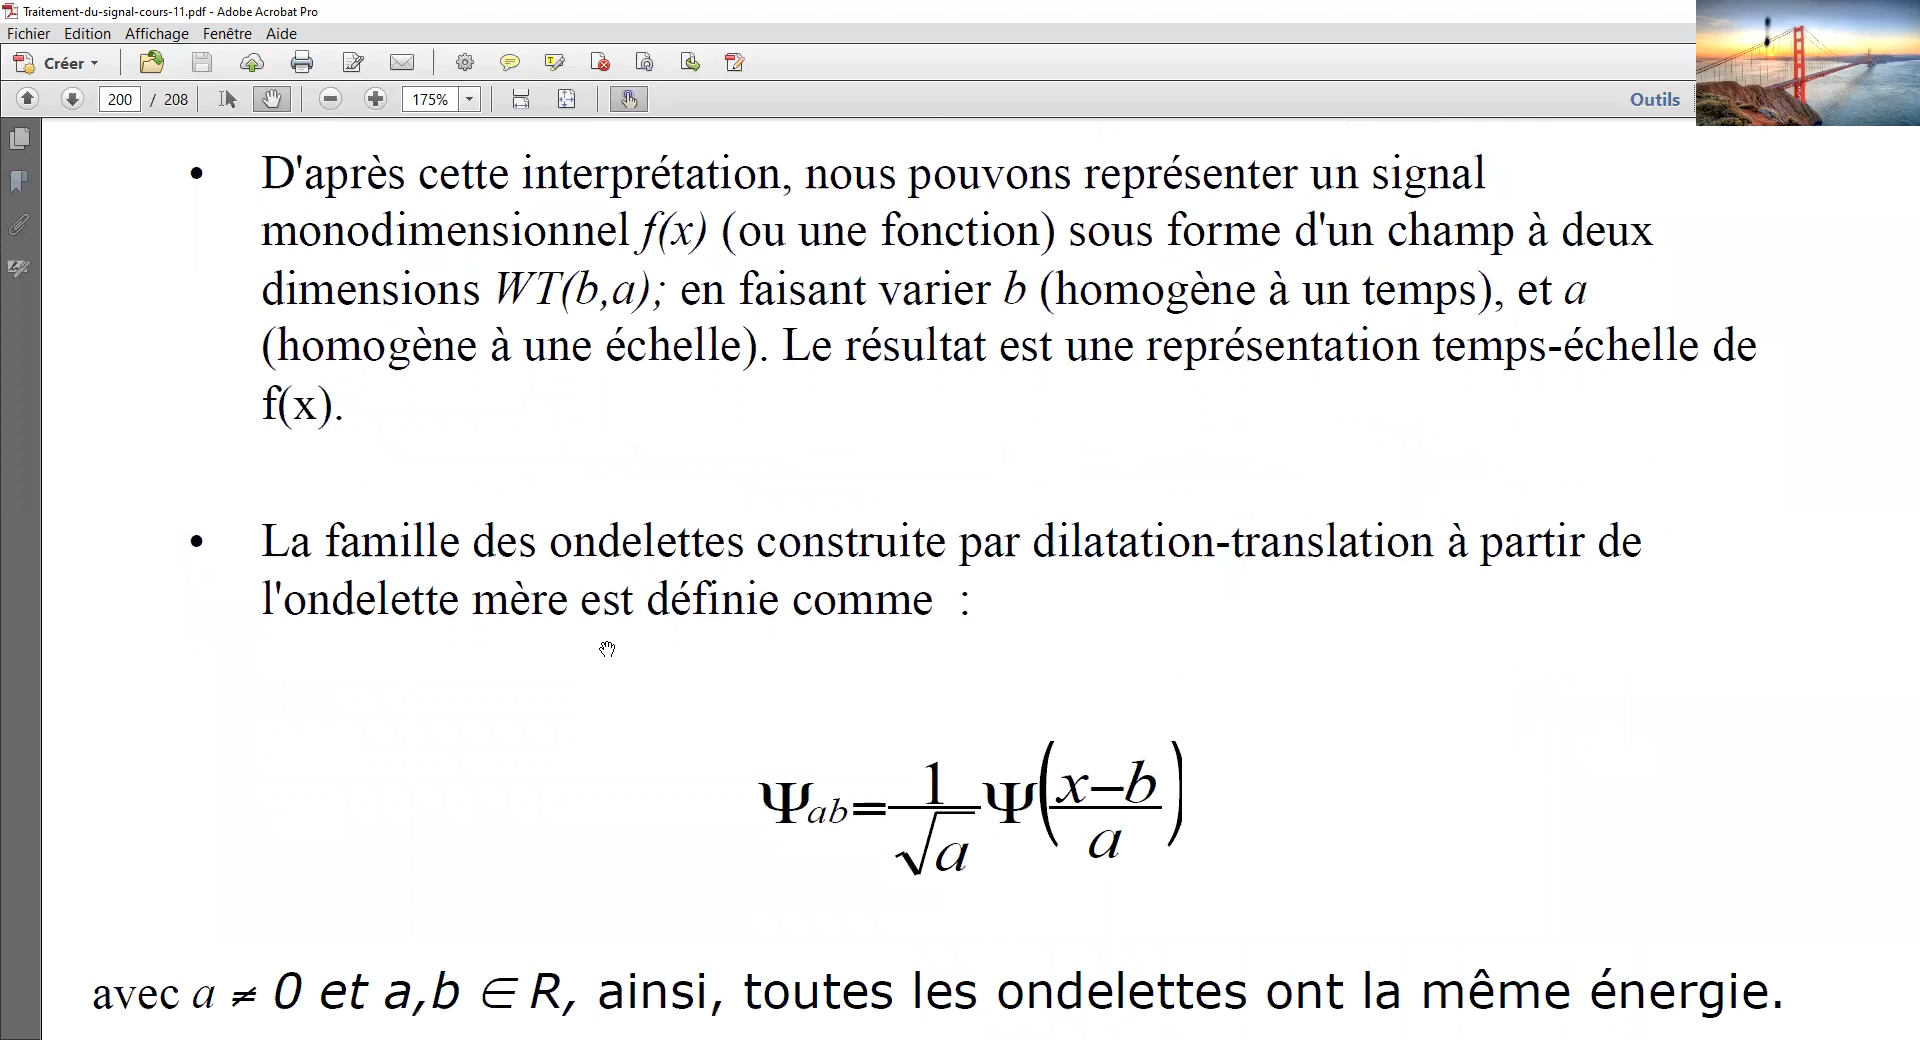 Traitement-du-signal-cours-11.pdf - Adobe Acrobat Pro
Fichier Edition Affichage Fenêtre Aide
Créer
200 / 208 175% Outils
• D'après cette interprétation, nous pouvons représenter un signal
monodimensionnel f(x) (ou une fonction) sous forme d'un champ à deux
dimensions WT(b,a); en faisant varier b (homogène à un temps), et a
(homogène à une échelle). Le résultat est une représentation temps-échelle de
f(x).
• La famille des ondelettes construite par dilatation-translation à partir de
l'ondelette mère est définie comme :
Ψab=1/√a Ψ(x−b/a)
avec a ≠ 0 et a,b ∈ R, ainsi, toutes les ondelettes ont la même énergie.